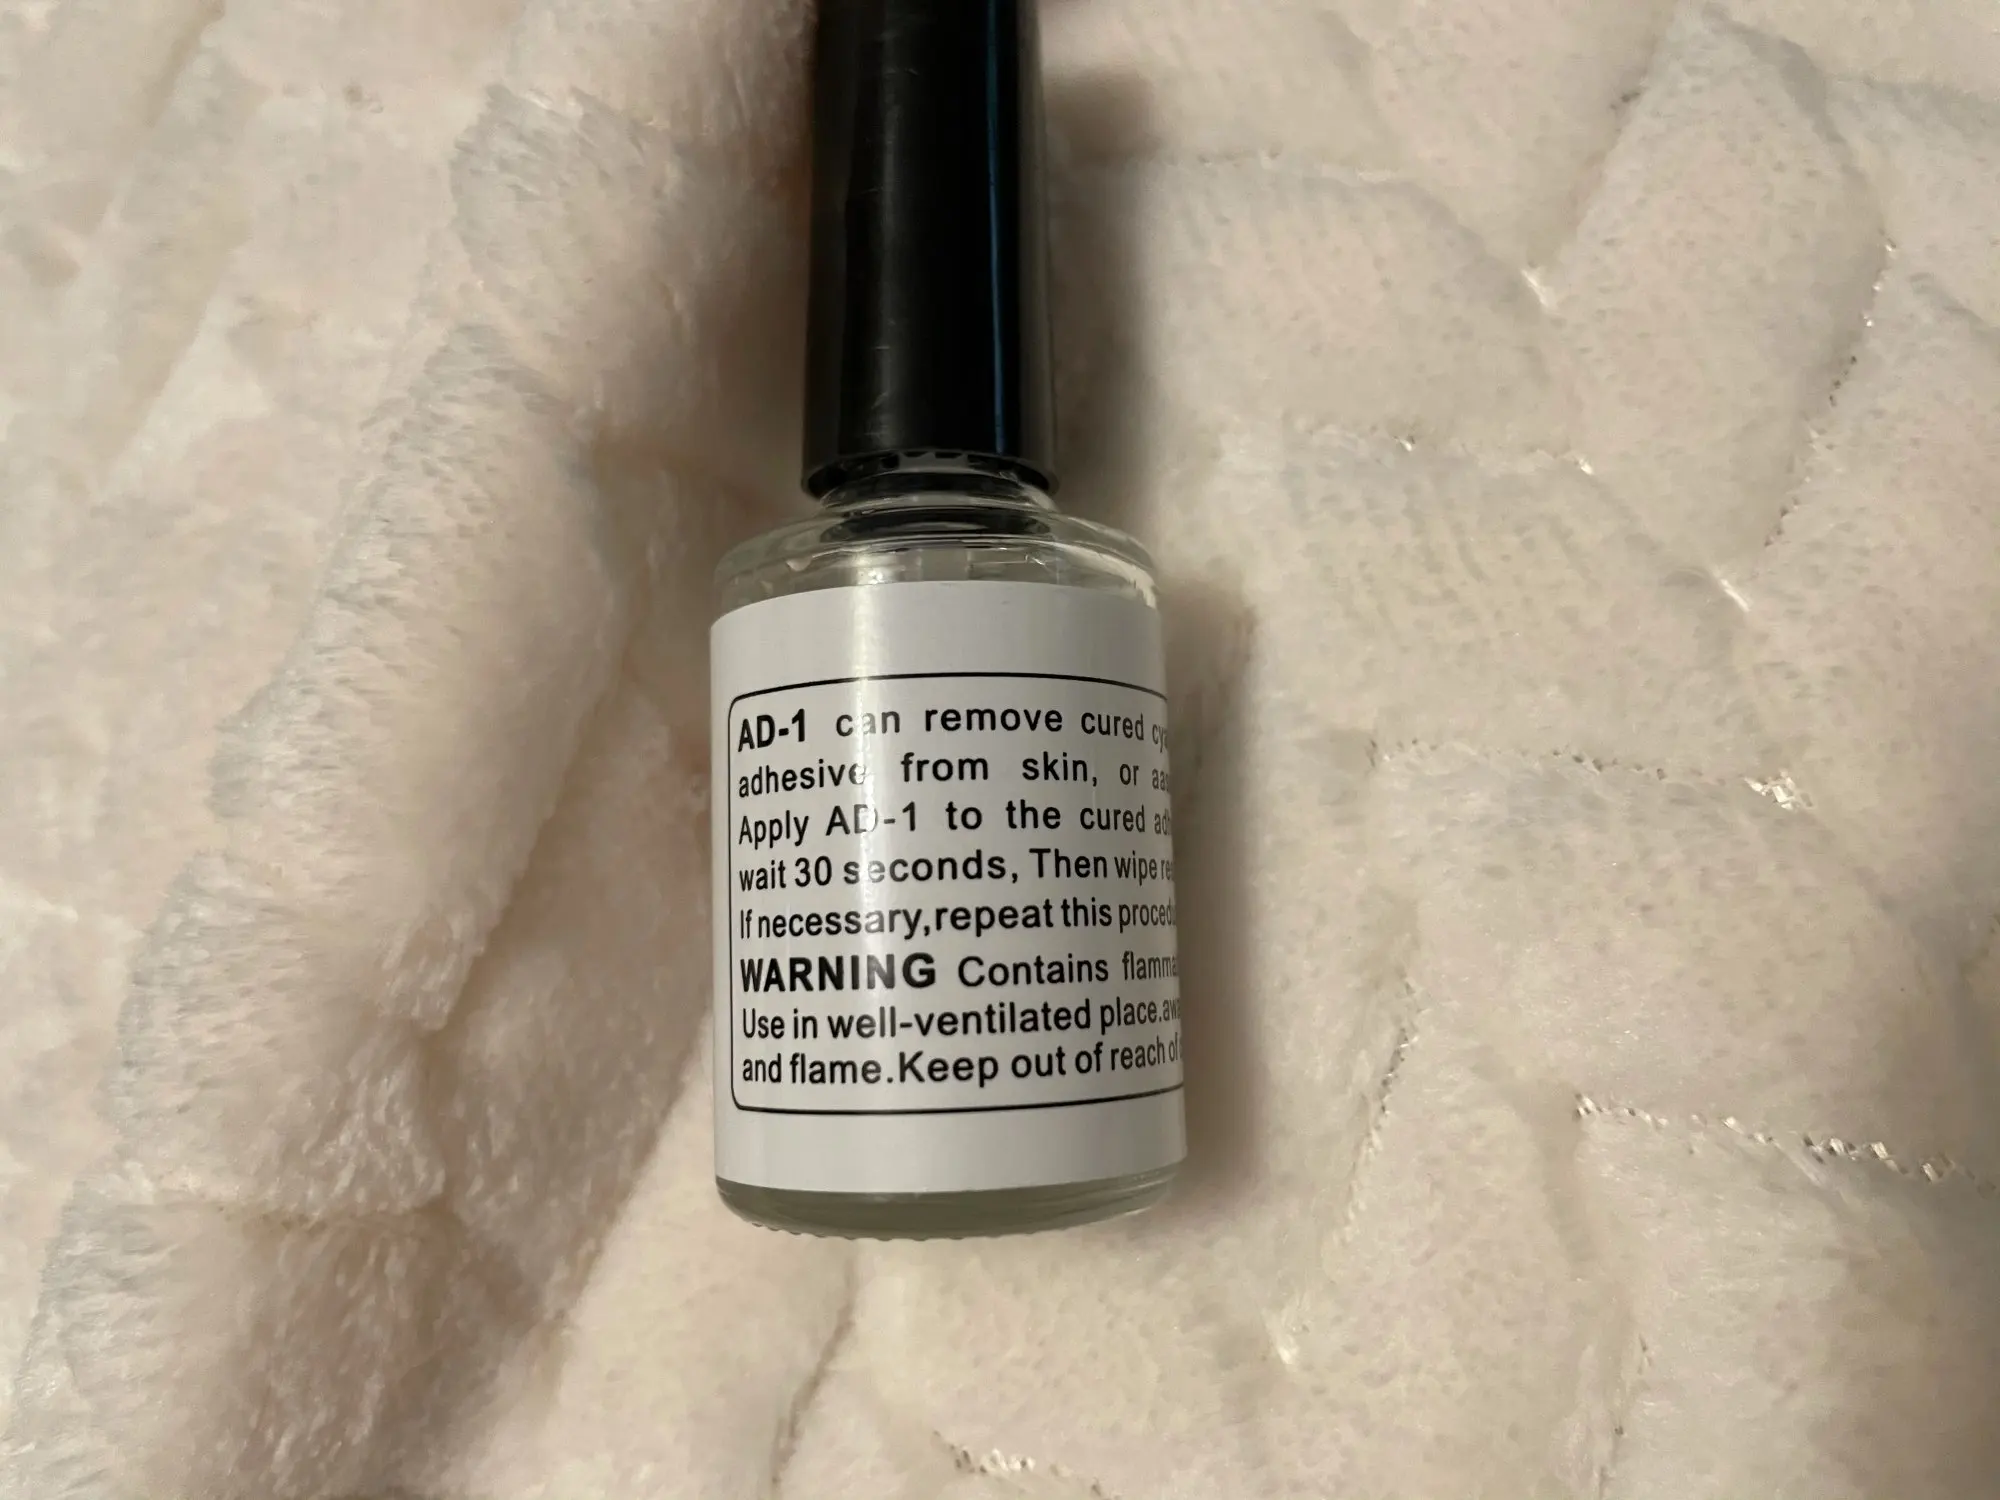 AD-1 can remove cured
adhesive from skin, or
Apply AD-1 to the cured
wait 30 seconds, Then wipe
If necessary,repeat this
WARNING Contains
Use in well-ventilated place.
and flame.Keep out of reach of